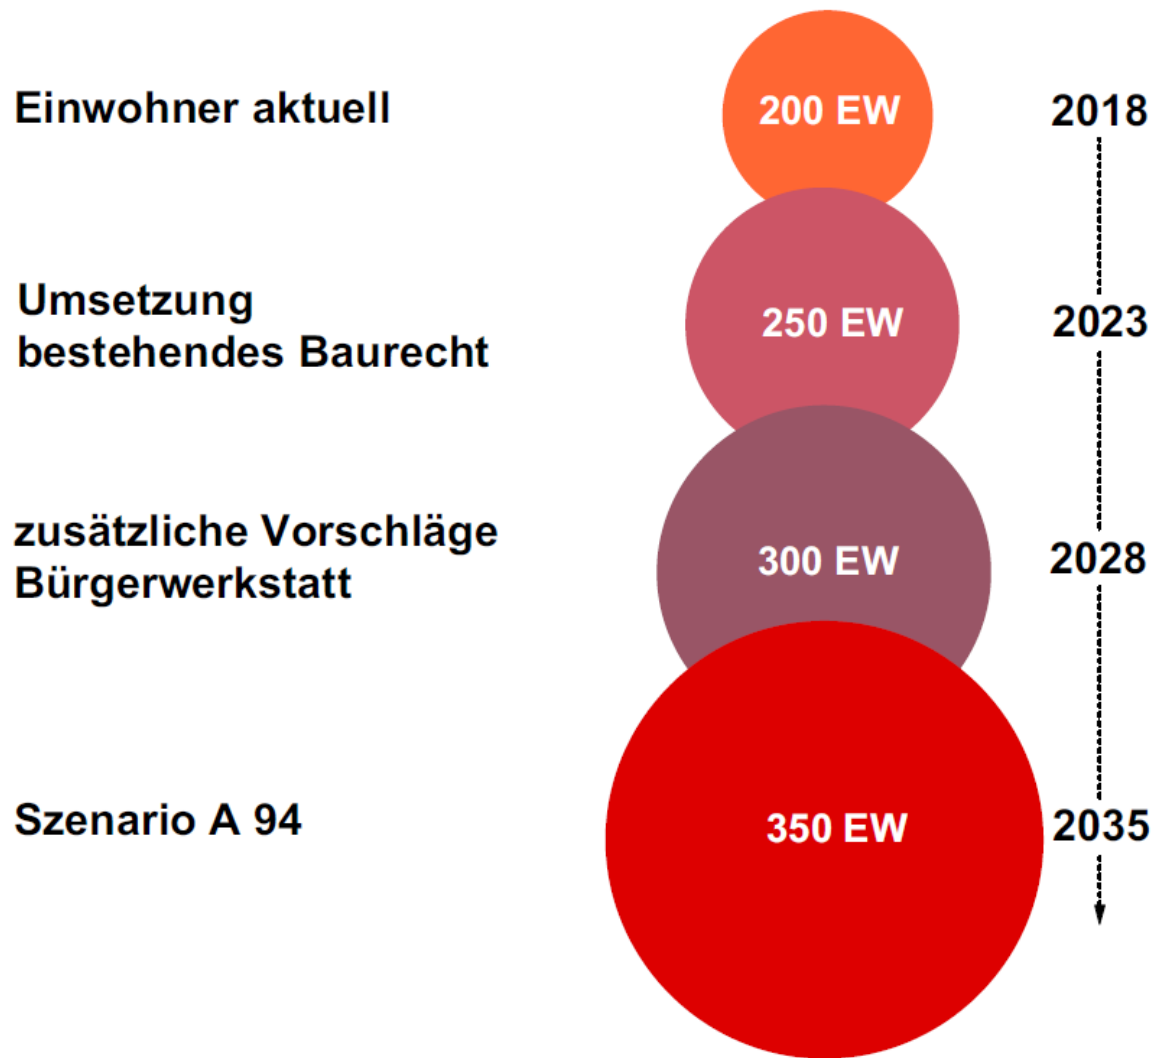 Einwohner aktuell
200 EW
2018
Umsetzung
bestehendes Baurecht
250 EW
2023
zusätzliche Vorschläge
Bürgerwerkstatt
300 EW
2028
Szenario A 94
350 EW
2035